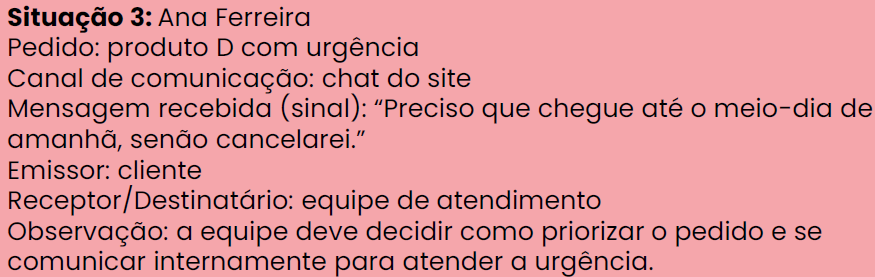 Situação 3: Ana Ferreira
Pedido: produto D com urgência
Canal de comunicação: chat do site
Mensagem recebida (sinal): “Preciso que chegue até o meio-dia de
amanhã, senão cancelarei.”
Emissor: cliente
Receptor/Destinatário: equipe de atendimento
Observação: a equipe deve decidir como priorizar o pedido e se
comunicar internamente para atender a urgência.